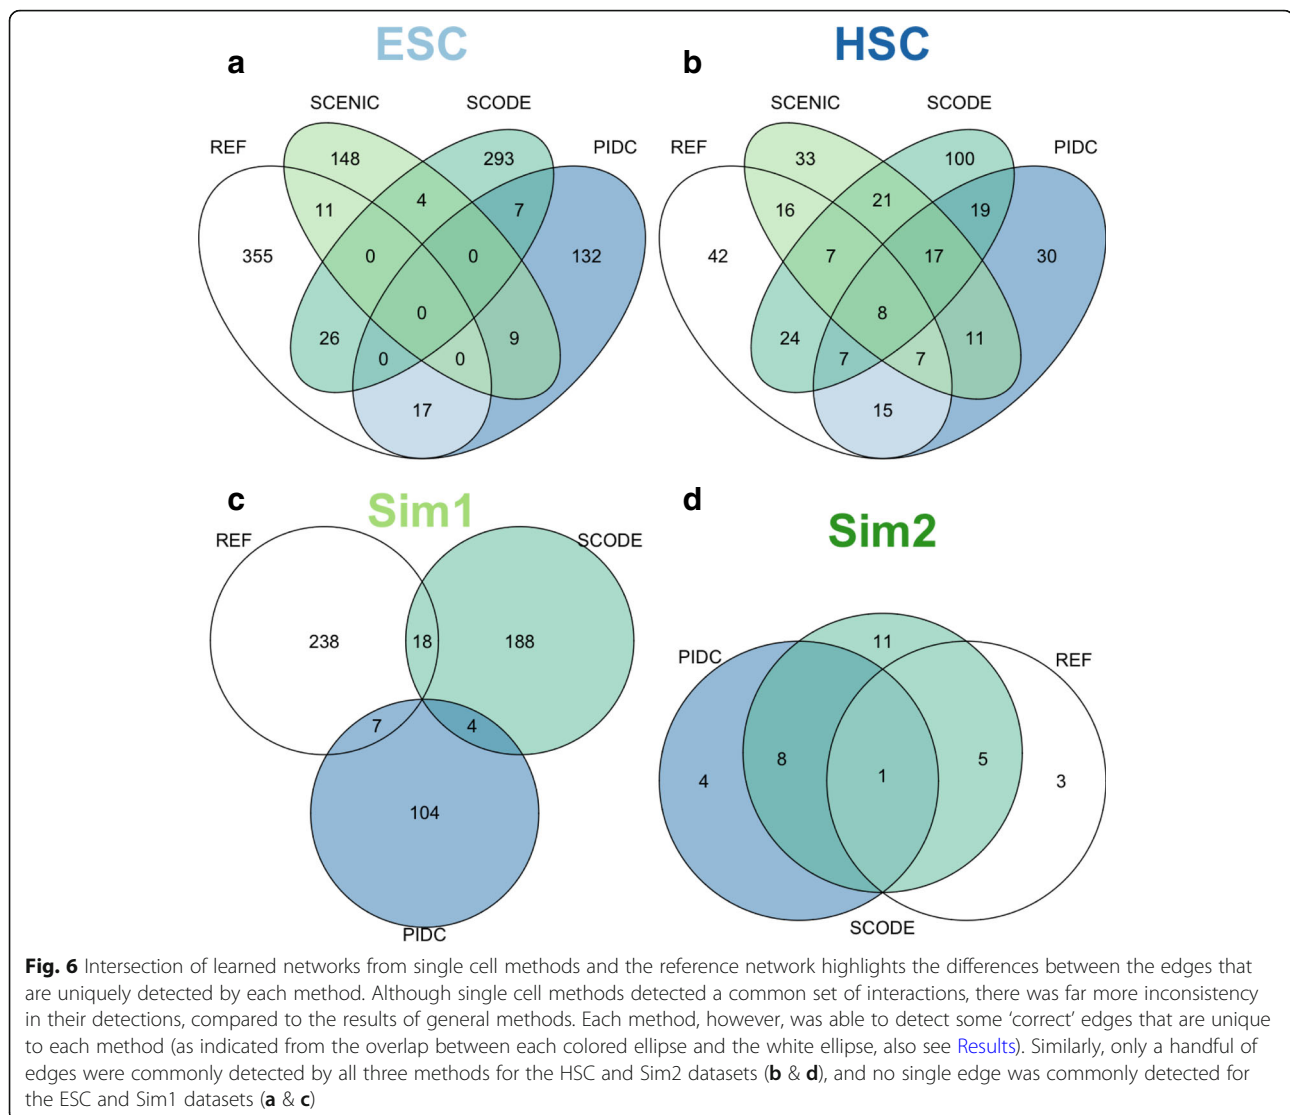 ESC
HSC
a
b
SCENIC
SCODE
SCENIC
SCODE
REF
PIDC
REF
PIDC
148
293
33
100
11
4
7
16
21
19
355
0
0
132
42
7
17
30
0
8
26
0
0
9
24
7
7
11
17
15
c
Sim1
d
Sim2
REF
SCODE
238
18
188
7
4
104
PIDC
PIDC
11
REF
4
8
1
5
3
SCODE
Fig. 6 Intersection of learned networks from single cell methods and the reference network highlights the differences between the edges that
are uniquely detected by each method. Although single cell methods detected a common set of interactions, there was far more inconsistency
in their detections, compared to the results of general methods. Each method, however, was able to detect some ‘correct’ edges that are unique
to each method (as indicated from the overlap between each colored ellipse and the white ellipse, also see Results). Similarly, only a handful of
edges were commonly detected by all three methods for the HSC and Sim2 datasets (b & d), and no single edge was commonly detected for
the ESC and Sim1 datasets (a & c)